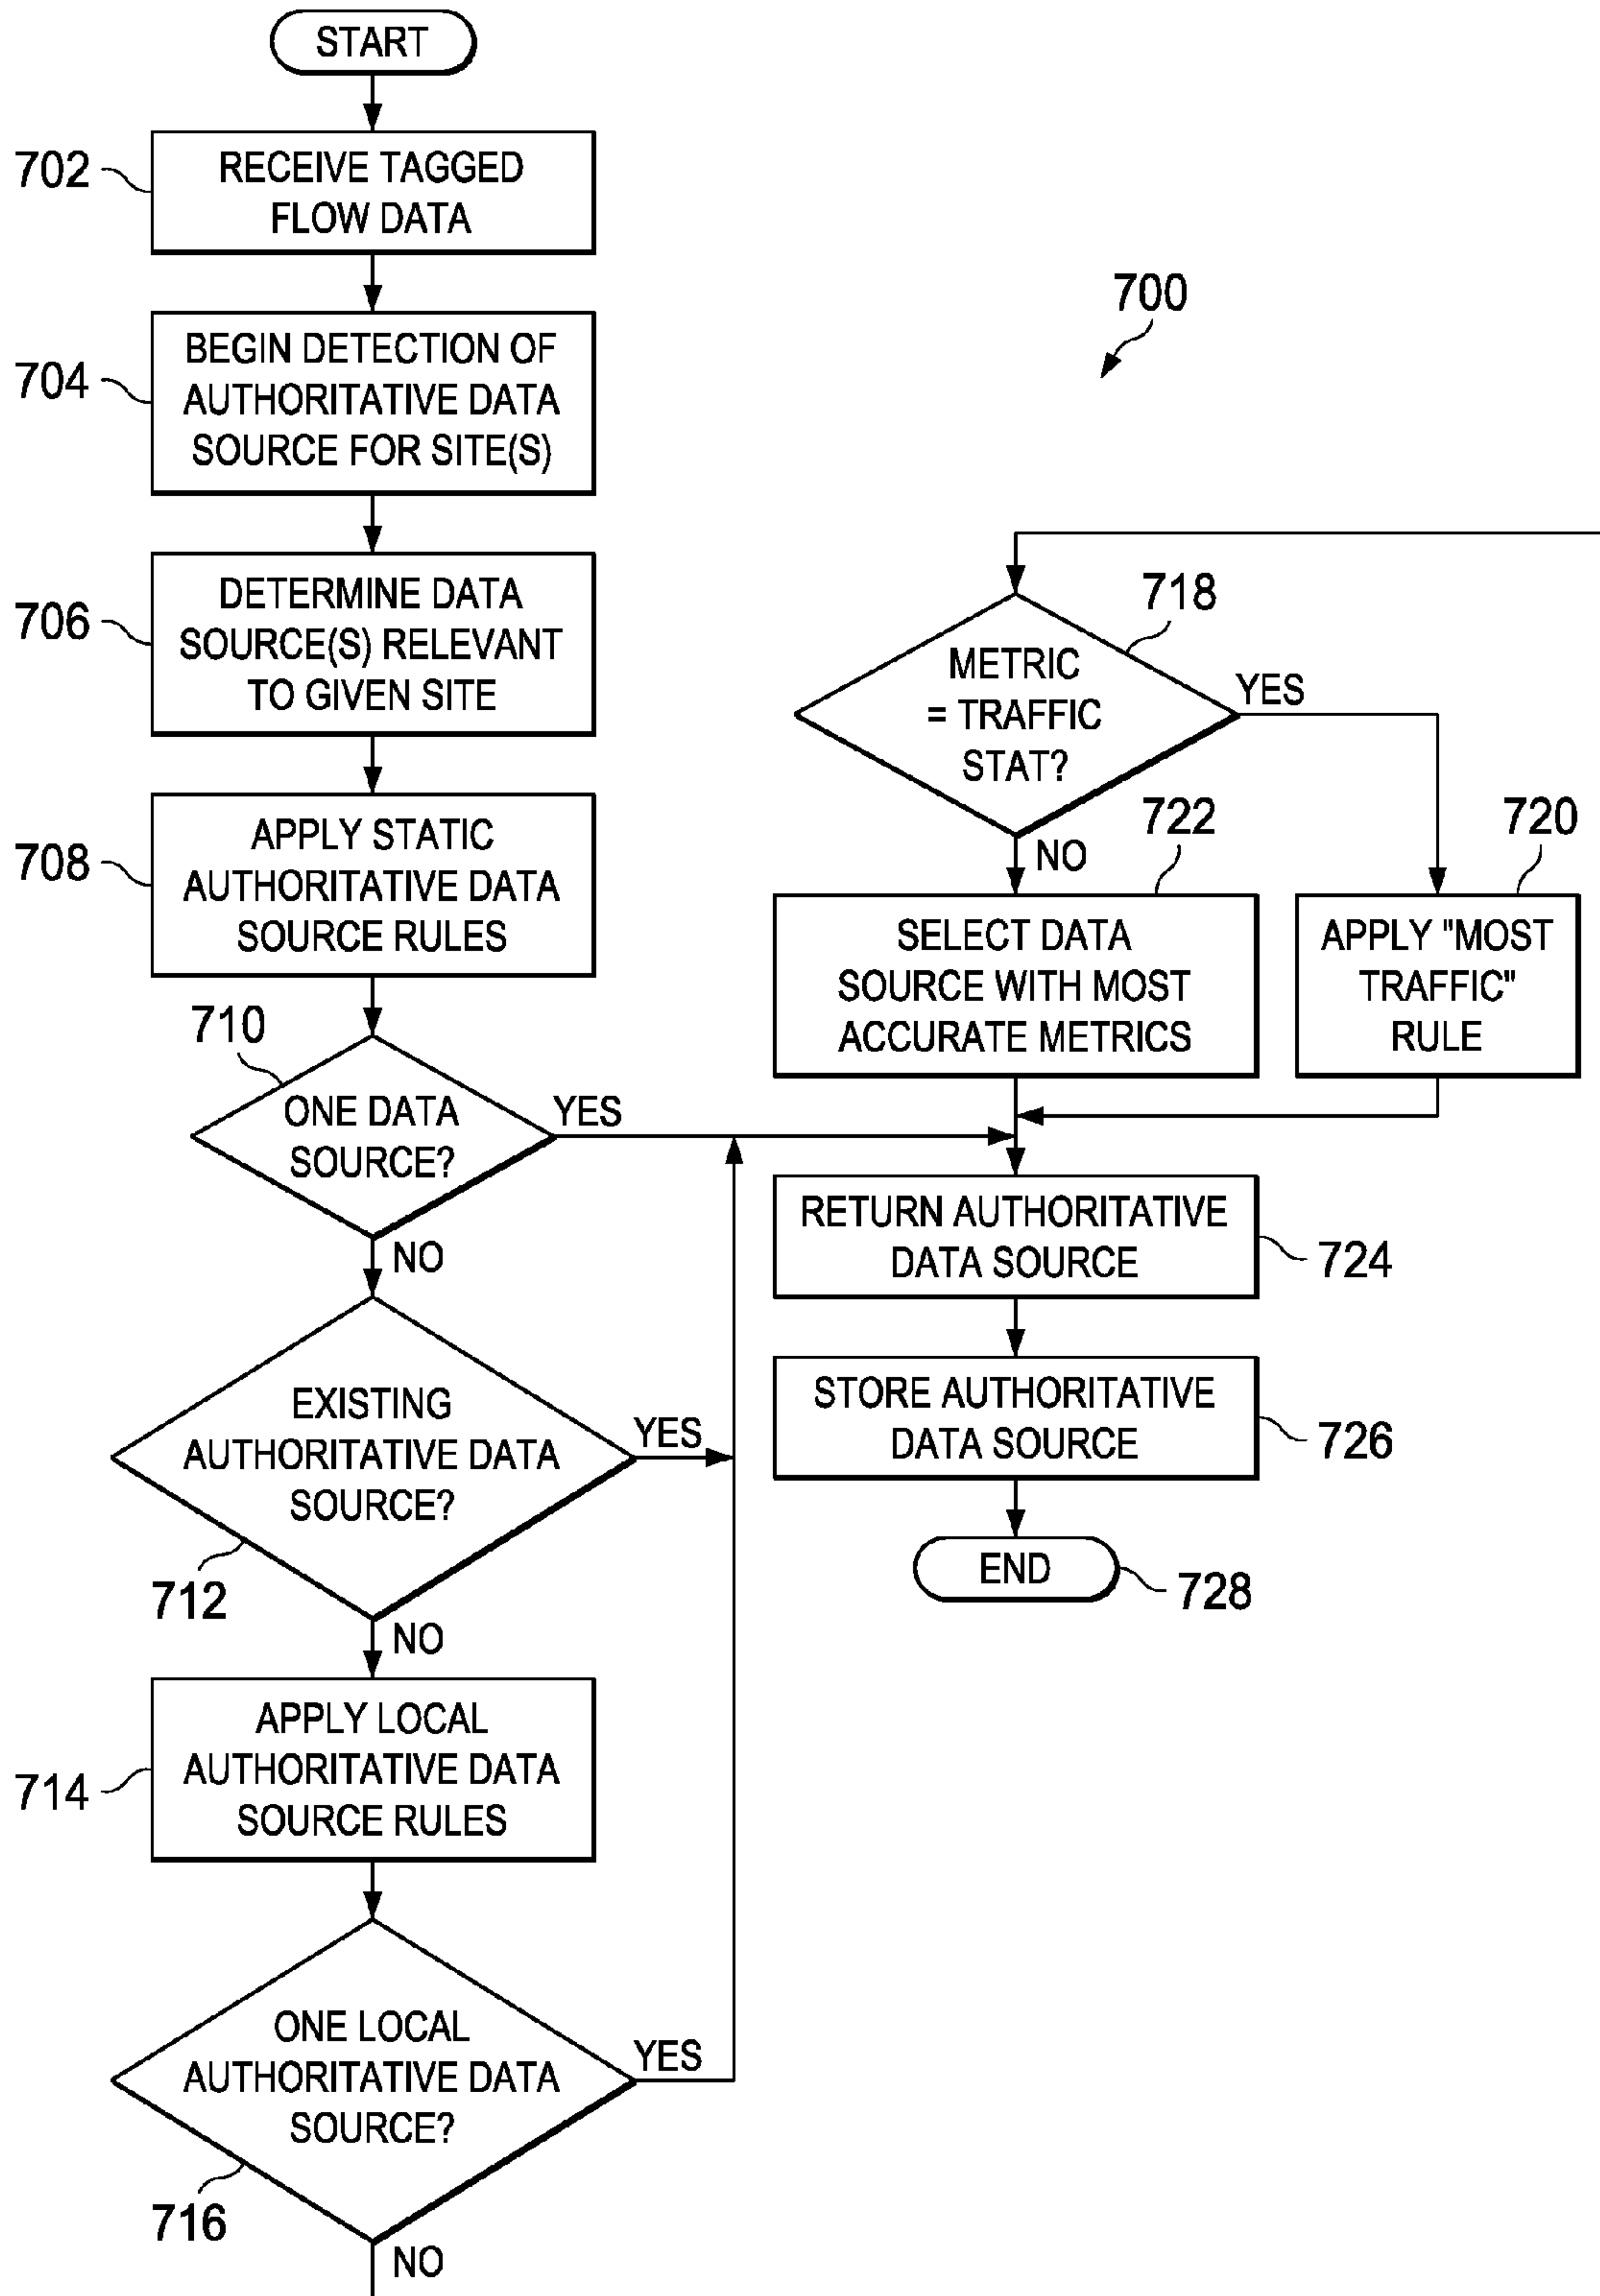 START
702
RECEIVE TAGGED
FLOW DATA
704
BEGIN DETECTION OF
AUTHORITATIVE DATA
SOURCE FOR SITE(S)
706
DETERMINE DATA
SOURCE(S) RELEVANT
TO GIVEN SITE
708
APPLY STATIC
AUTHORITATIVE DATA
SOURCE RULES
710
ONE DATA
SOURCE?
YES
NO
EXISTING
AUTHORITATIVE DATA
SOURCE?
YES
712
NO
714
APPLY LOCAL
AUTHORITATIVE DATA
SOURCE RULES
ONE LOCAL
AUTHORITATIVE DATA
SOURCE?
YES
716
NO
700
718
METRIC
= TRAFFIC
STAT?
YES
NO
722
SELECT DATA
SOURCE WITH MOST
ACCURATE METRICS
720
APPLY "MOST
TRAFFIC"
RULE
RETURN AUTHORITATIVE
DATA SOURCE
724
STORE AUTHORITATIVE
DATA SOURCE
726
END
728